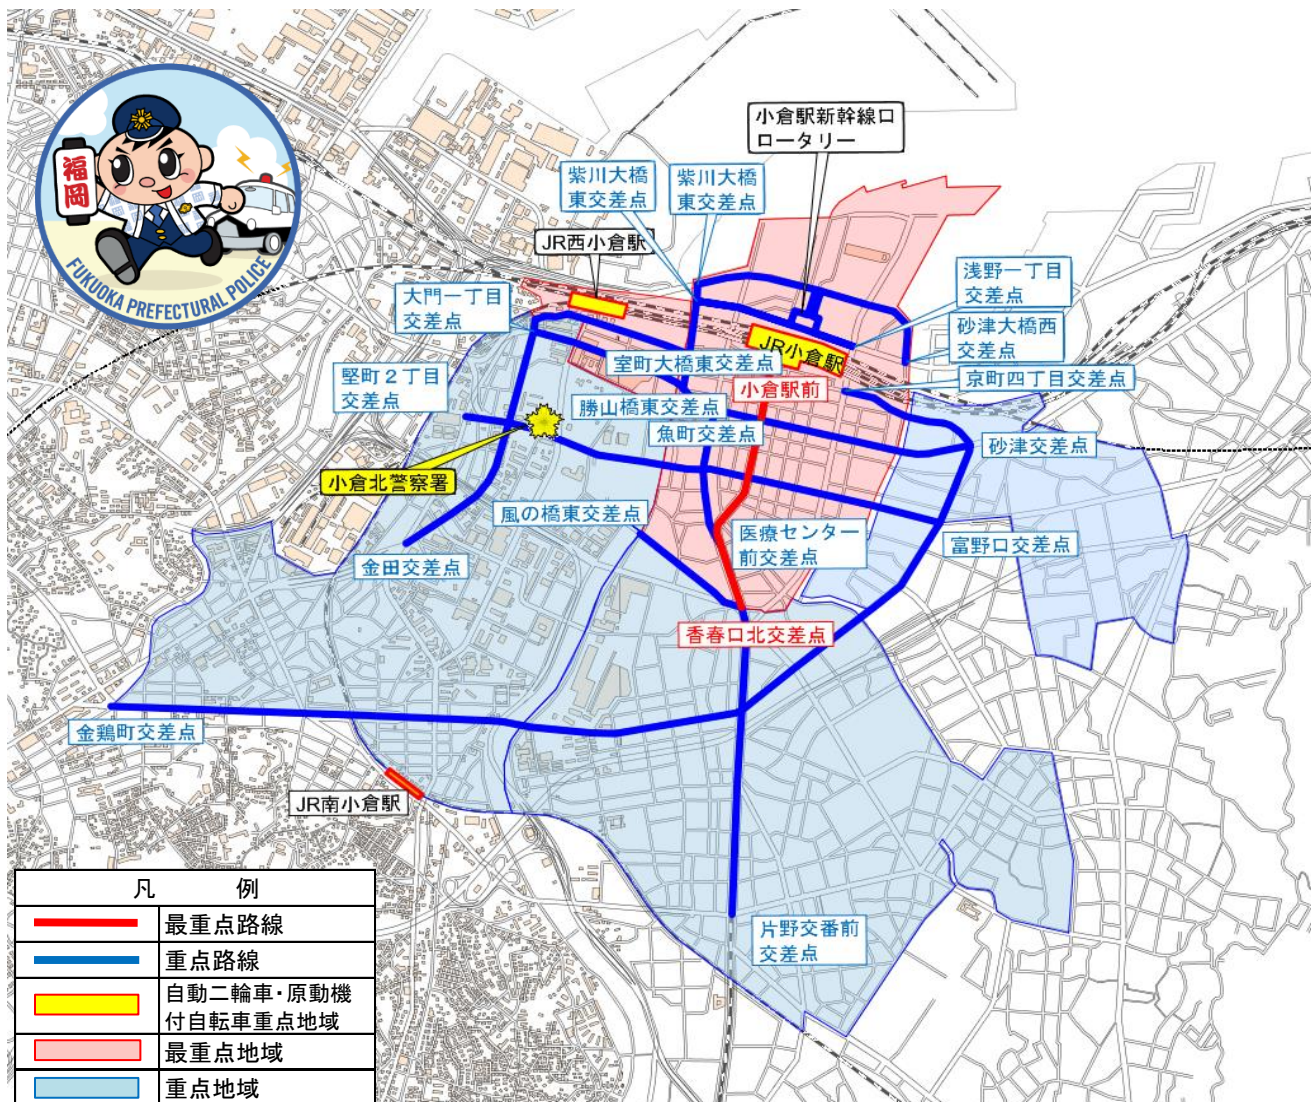 小倉駅新幹線口
ロータリー
福岡
FUKUOKA PREFECTURAL POLICE
紫川大橋
東交差点
紫川大橋
東交差点
JR西小倉駅
浅野一丁目
交差点
大門一丁目
交差点
砂津大橋西
交差点
JR小倉駅
室町大橋東交差点
京町四丁目交差点
堅町2丁目
交差点
小倉駅前
勝山橋東交差点
魚町交差点
砂津交差点
小倉北警察署
風の橋東交差点
医療センター
前交差点
富野口交差点
金田交差点
香春口北交差点
金鶏町交差点
JR南小倉駅
片野交番前
交差点
凡 例
最重点路線
重点路線
自動二輪車・原動機
付自転車重点地域
最重点地域
重点地域